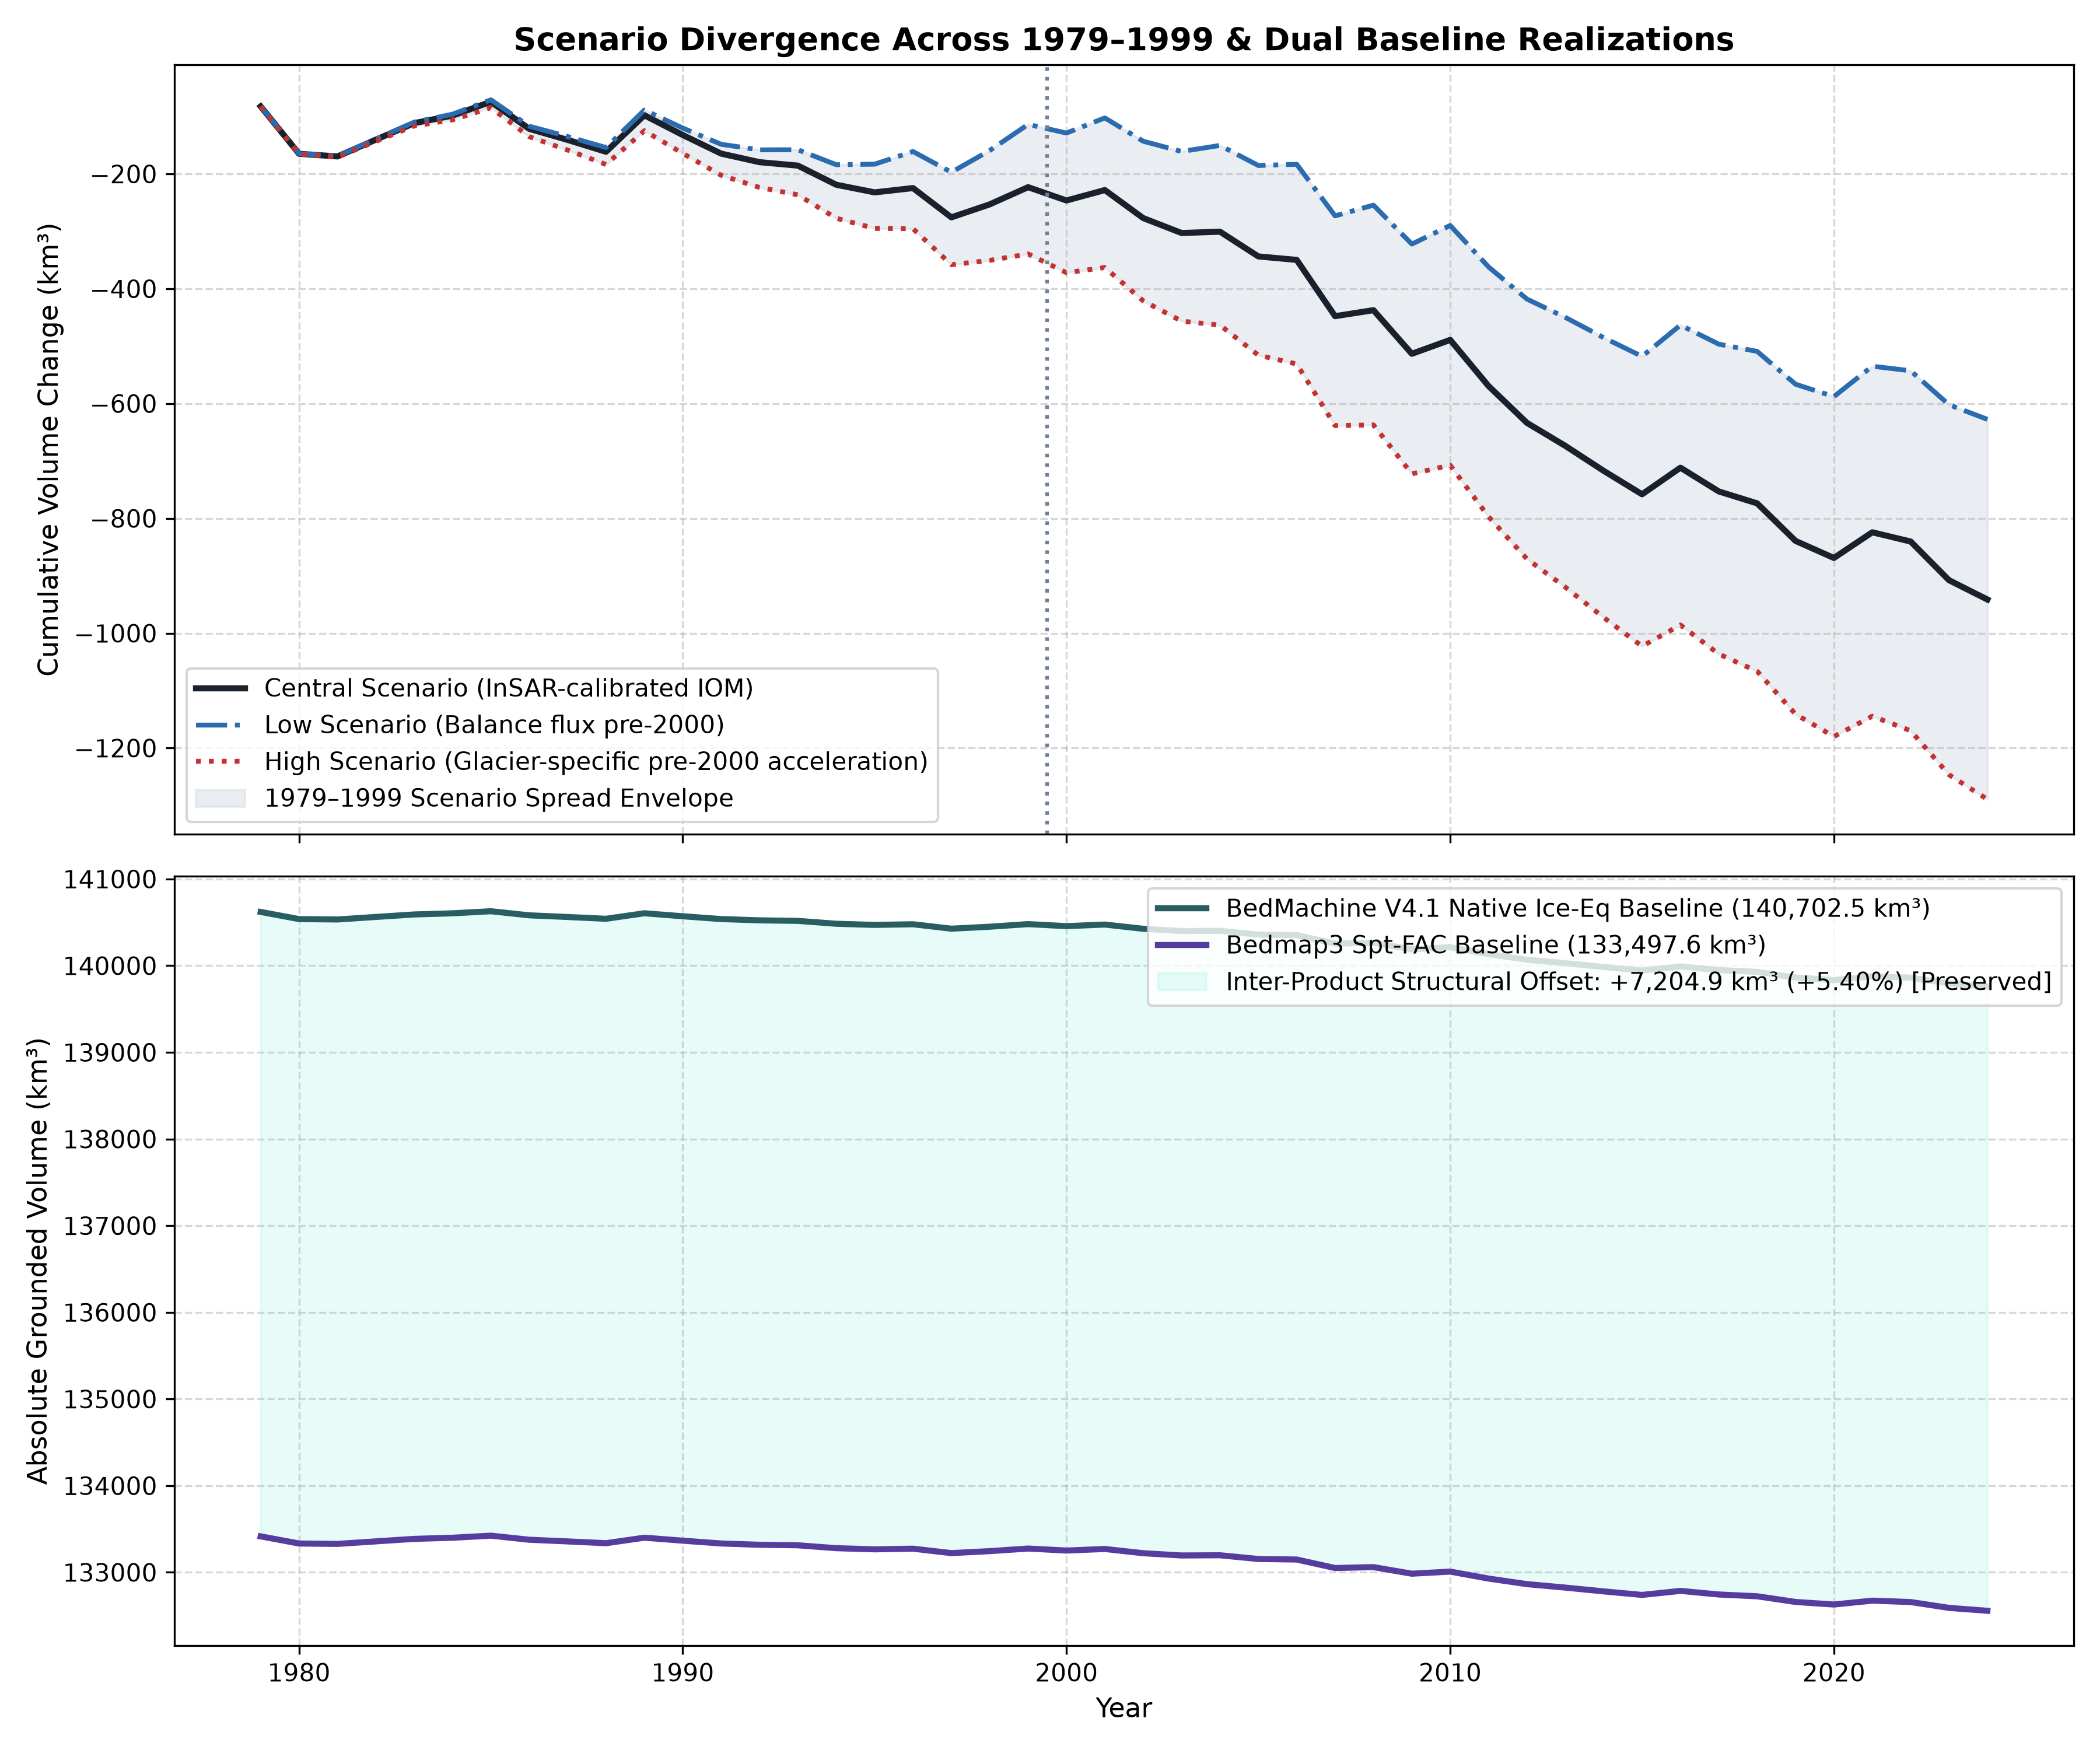 Scenario Divergence Across 1979–1999 & Dual Baseline Realizations
Cumulative Volume Change (km³)
−200
−400
−600
−800
−1000
−1200
Central Scenario (InSAR-calibrated IOM)
Low Scenario (Balance flux pre-2000)
High Scenario (Glacier-specific pre-2000 acceleration)
1979–1999 Scenario Spread Envelope
Absolute Grounded Volume (km³)
141000
140000
139000
138000
137000
136000
135000
134000
133000
BedMachine V4.1 Native Ice-Eq Baseline (140,702.5 km³)
Bedmap3 Spt-FAC Baseline (133,497.6 km³)
Inter-Product Structural Offset: +7,204.9 km³ (+5.40%) [Preserved]
1980
1990
2000
2010
2020
Year